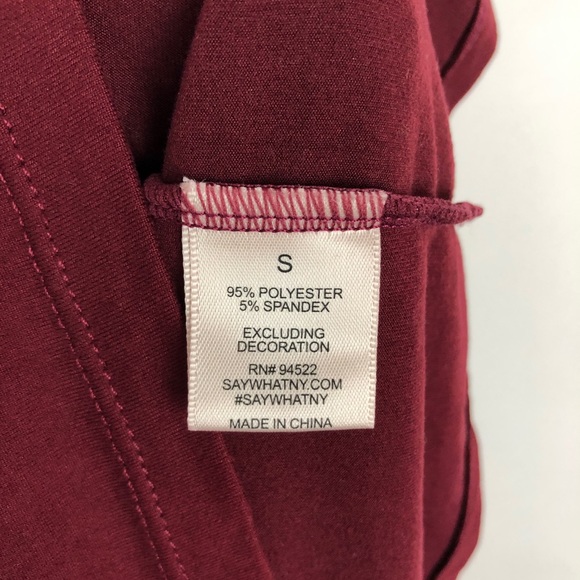 S
95% POLYESTER
5% SPANDEX
EXCLUDING
DECORATION
RN# 94522
SAYWHATNY.COM
#SAYWHATNY
MADE IN CHINA